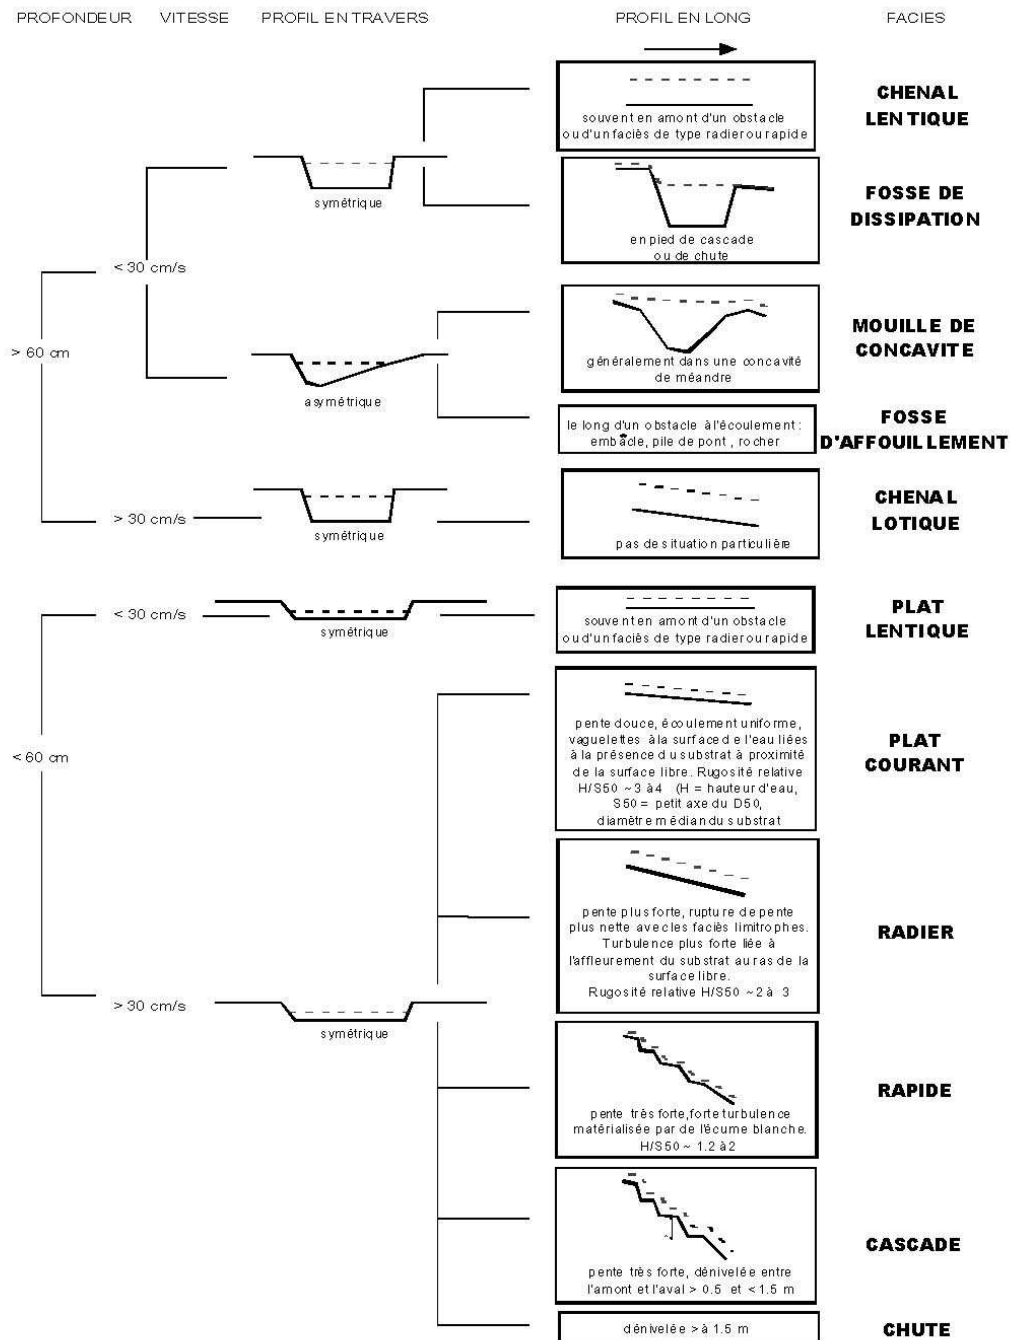 PROFONDEUR VITESSE PROFIL EN TRAVERS PROFIL EN LONG FACIES
> 60 cm
< 30 cm/s
symétrique
souvent en amont d'un obstacle
ou d'un faciès de type radier ou rapide
CHENAL
LENTIQUE
en pied de cascade
ou de chute
FOSSE DE
DISSIPATION
asymétrique
généralement dans une concavité
de méandre
MOUILLE DE
CONCAVITE
le long d'un obstacle à l'écoulement :
embâcle, pile de pont , rocher
FOSSE
D'AFFOUILLEMENT
> 30 cm/s
symétrique
pas de situation particulière
CHENAL
LOTIQUE
< 60 cm
< 30 cm/s
symétrique
souvent en amont d'un obstacle
ou d'un faciès de type radier ou rapide
PLAT
LENTIQUE
> 30 cm/s
symétrique
pente douce, écoulement uniforme,
vaguelettes à la surface de l'eau liées
à la présence du substrat à proximité
de la surface libre. Rugosité relative
H/S50 ~ 3 à 4 (H = hauteur d'eau,
S50 = petit axe du D50,
diamètre médian du substrat
PLAT
COURANT
pente plus forte, rupture de pente
plus nette avec les faciès limitrophes.
Turbulence plus forte liée à
l'affleurement du substrat au ras de la
surface libre.
Rugosité relative H/S50 ~ 2 à 3
RADIER
pente très forte, forte turbulence
matérialisée par de l'écume blanche.
H/S50 ~ 1.2 à 2
RAPIDE
pente très forte, dénivelée entre
l'amont et l'aval > 0.5 et < 1.5 m
CASCADE
dénivelée > à 1.5 m
CHUTE